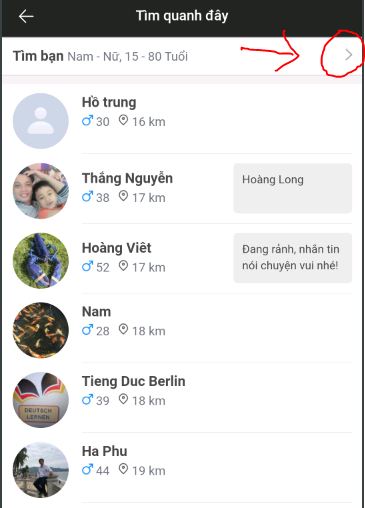 Tìm quanh đây
Tìm bạn Nam - Nữ, 15 - 80 Tuổi
Hồ trung
30 16 km
Thắng Nguyễn
38 17 km
Hoàng Long
Hoàng Viêt
52 17 km
Đang rảnh, nhắn tin
nói chuyện vui nhé!
Nam
28 18 km
Tieng Duc Berlin
39 18 km
DEUTSCH
LERNEN
Ha Phu
44 19 km